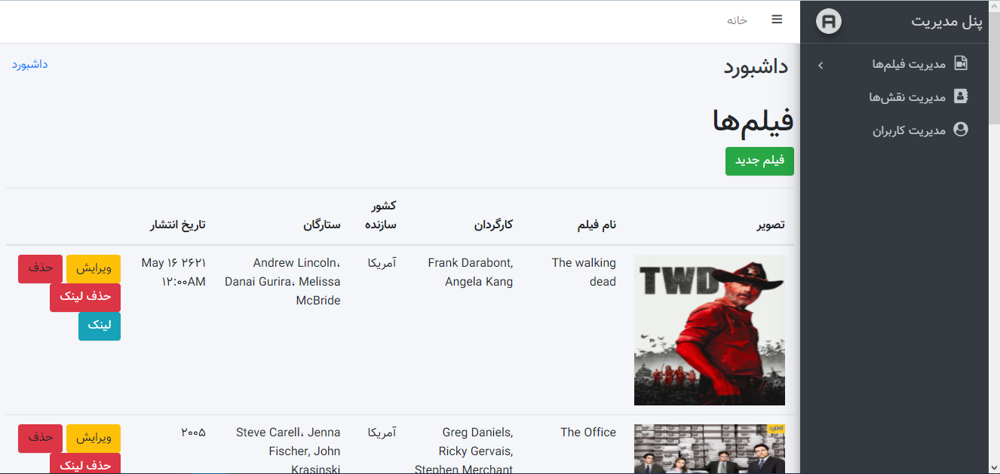 پنل مدیریت
مدیریت فیلم‌ها
مدیریت نقش‌ها
مدیریت کاربران
خانه
داشبورد
داشبورد
فیلم‌ها
فیلم جدید
تصویر
نام فیلم
کارگردان
کشور
سازنده
ستارگان
تاریخ انتشار
TWD
The walking
dead
Frank Darabont,
Angela Kang
آمریکا
Andrew Lincoln،
Danai Gurira، Melissa
McBride
May ۱۶ ۲۶۲۱
۱۲:۰۰AM
ویرایش
حذف
حذف لینک
لینک
The Office
Greg Daniels,
Ricky Gervais,
Stephen Merchant
آمریکا
Steve Carell، Jenna
Fischer, John
Krasinski
۲۰۰۵
ویرایش
حذف
حذف لینک